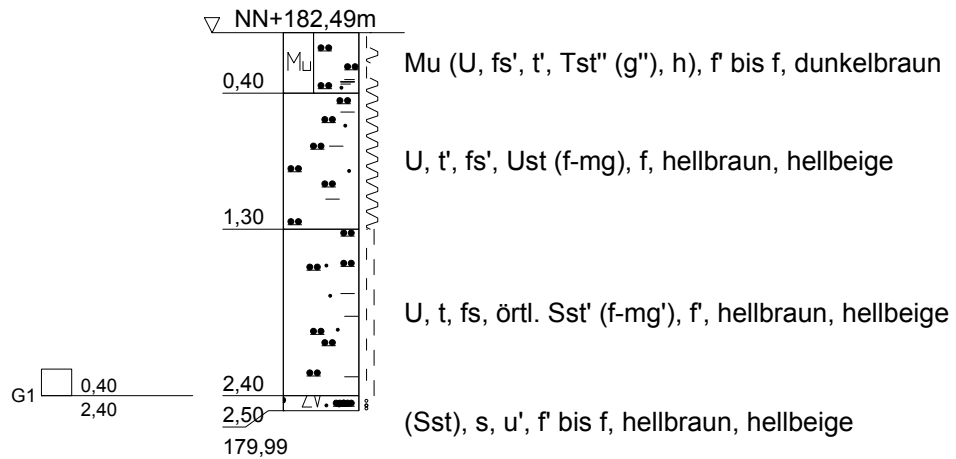 NN+182,49m
Mu
Mu (U, fs', t', Tst'' (g''), h), f' bis f, dunkelbraun
0,40
U, t', fs', Ust (f-mg), f, hellbraun, hellbeige
1,30
U, t, fs, örtl. Sst' (f-mg'), f', hellbraun, hellbeige
G1
0,40
2,40
2,40
ZV
2,50
(Sst), s, u', f' bis f, hellbraun, hellbeige
179,99